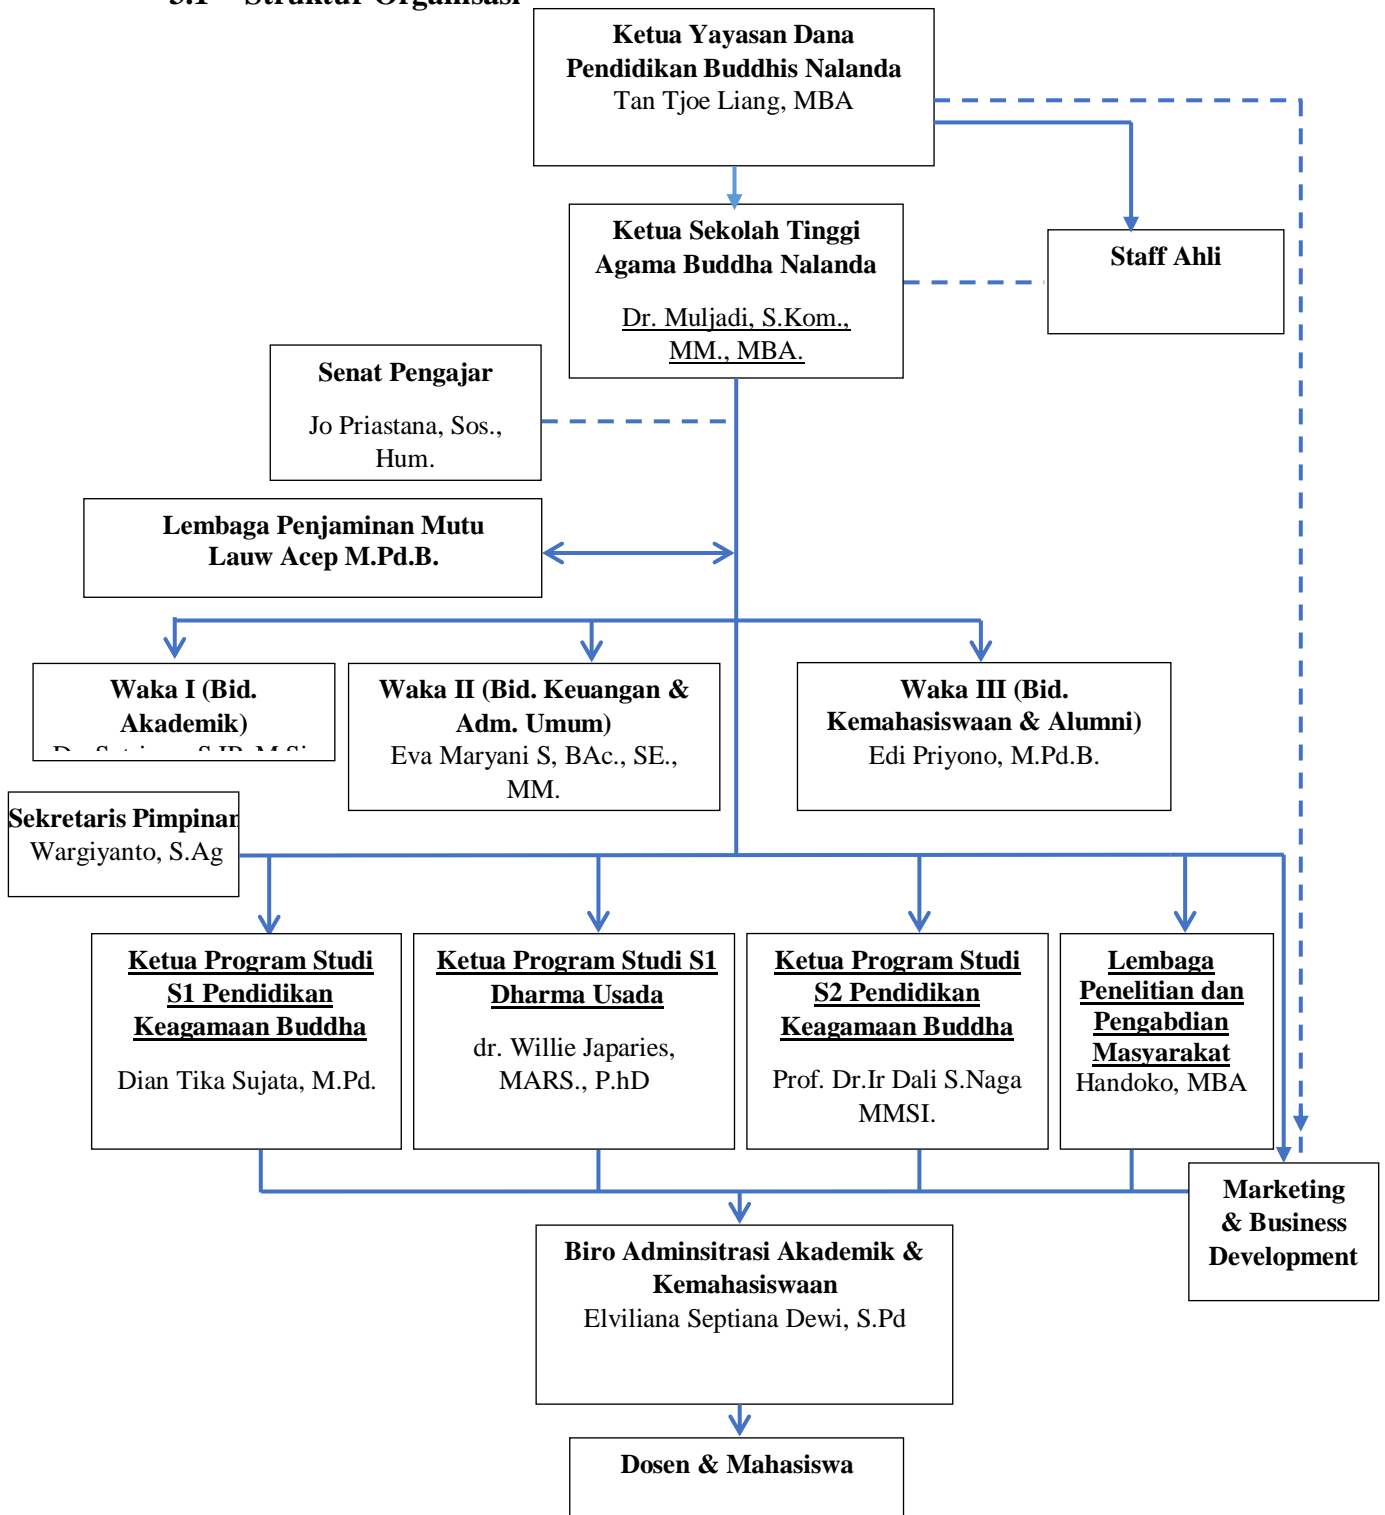 Struktur Organisasi
Ketua Yayasan Dana
Pendidikan Buddhis Nalanda
Tan Tjoe Liang, MBA
Ketua Sekolah Tinggi
Agama Buddha Nalanda
Dr. Muljadi, S.Kom.,
MM., MBA.
Staff Ahli
Senat Pengajar
Jo Priastana, Sos.,
Hum.
Lembaga Penjaminan Mutu
Lauw Acep M.Pd.B.
Waka I (Bid.
Akademik)
Waka II (Bid. Keuangan &
Adm. Umum)
Eva Maryani S, BAc., SE.,
MM.
Waka III (Bid.
Kemahasiswaan & Alumni)
Edi Priyono, M.Pd.B.
Sekretaris Pimpinan
Wargiyanto, S.Ag
Ketua Program Studi
S1 Pendidikan
Keagamaan Buddha
Dian Tika Sujata, M.Pd.
Ketua Program Studi S1
Dharma Usada
dr. Willie Japaries,
MARS., P.hD
Ketua Program Studi
S2 Pendidikan
Keagamaan Buddha
Prof. Dr.Ir Dali S.Naga
MMSI.
Lembaga
Penelitian dan
Pengabdian
Masyarakat
Handoko, MBA
Marketing
& Business
Development
Biro Adminsitrasi Akademik &
Kemahasiswaan
Elviliana Septiana Dewi, S.Pd
Dosen & Mahasiswa